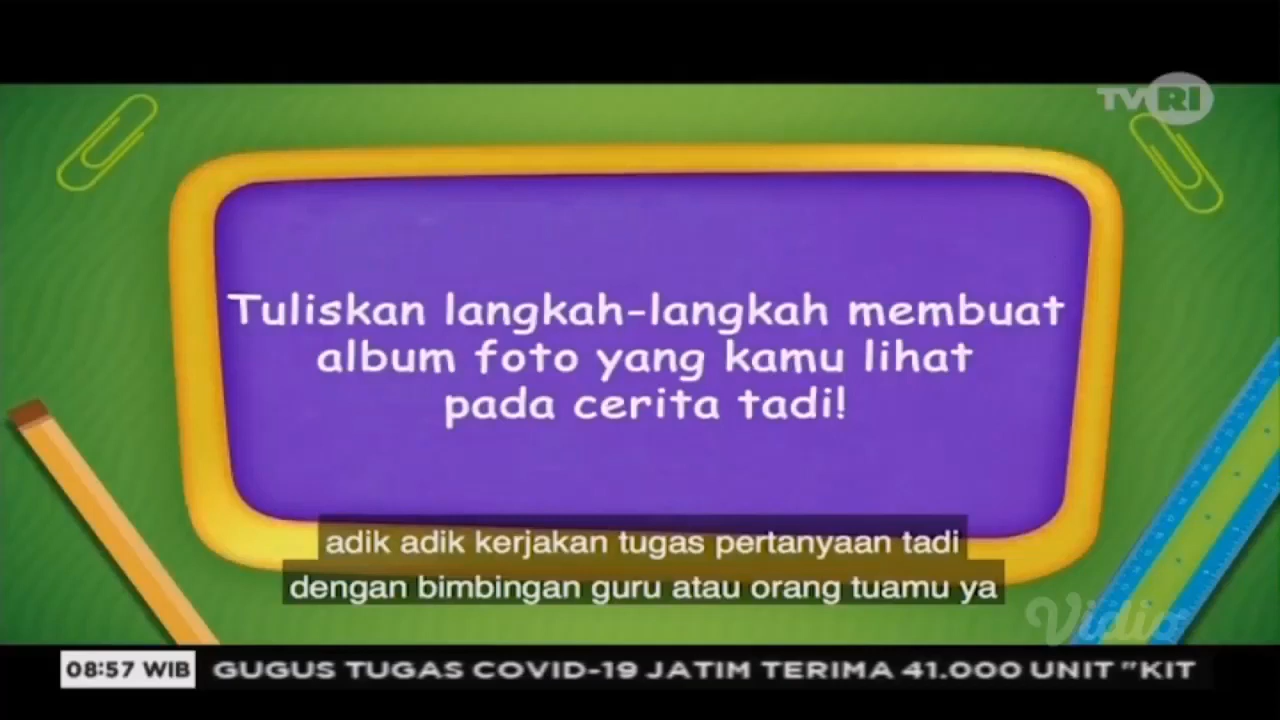 TVRI
Tuliskan langkah-langkah membuat
album foto yang kamu lihat
pada cerita tadi!
adik adik kerjakan tugas pertanyaan tadi
dengan bimbingan guru atau orang tuamu ya
Vidio
08:57 WIB GUGUS TUGAS COVID-19 JATIM TERIMA 41.000 UNIT "KIT